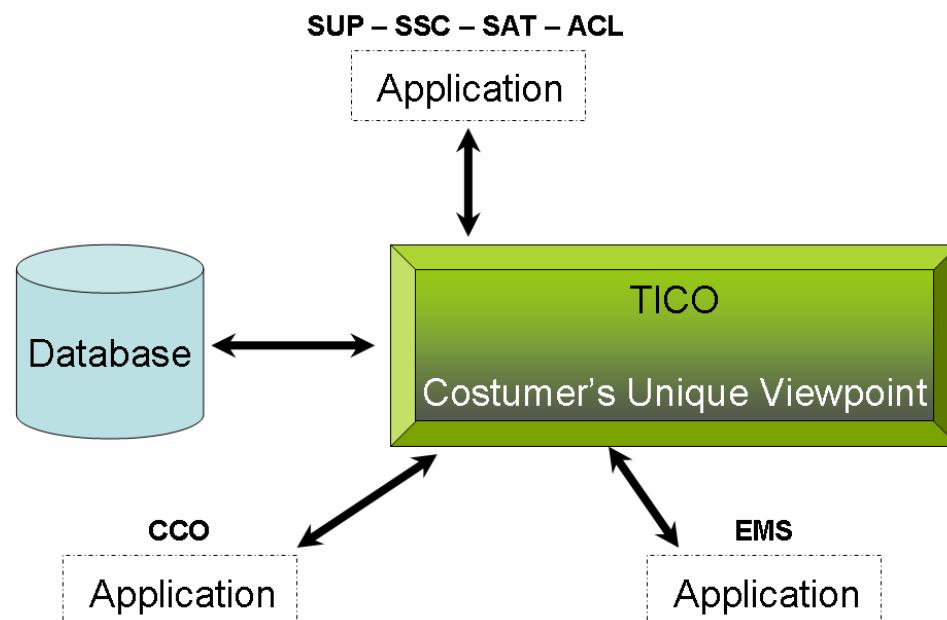 SUP – SSC – SAT – ACL
Application
TICO
Database
Costumer’s Unique Viewpoint
CCO
EMS
Application
Application